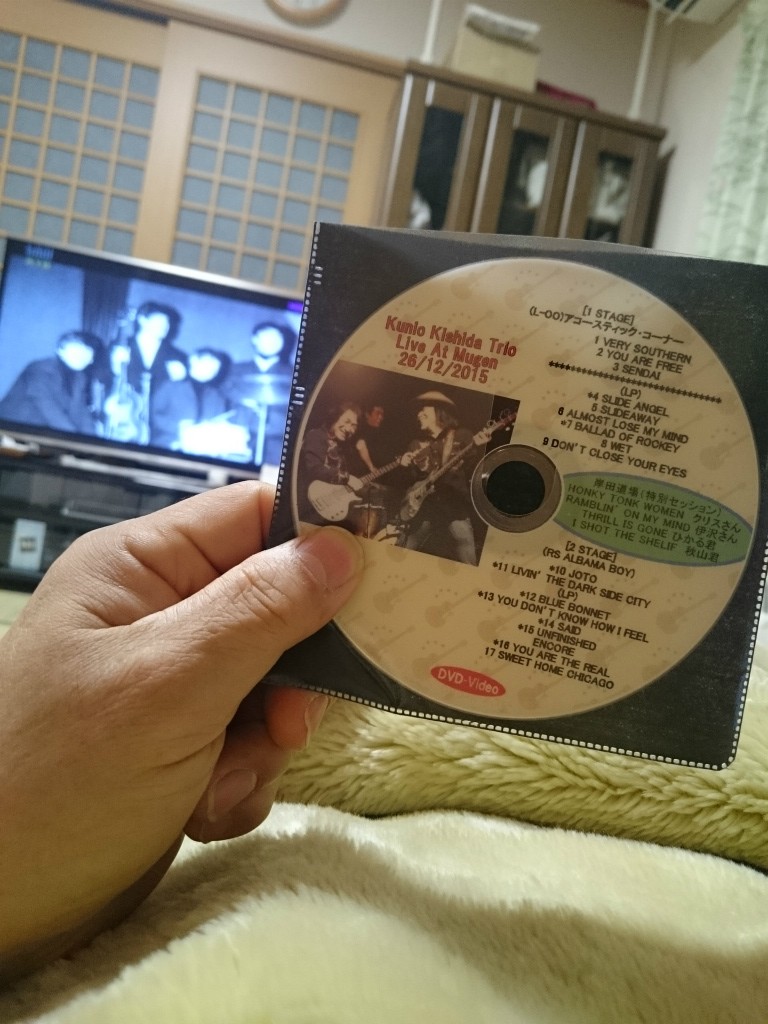 Kunio Kishida Trio
Live At Mugen
26/12/2015
[1 STAGE]
(L-OO)アコースティック・コーナー
1 VERY SOUTHERN
2 YOU ARE FREE
3 SENDAI
(LP)
*4 SLIDE ANGEL
5 SLIDEAWAY
6 ALMOST LOSE MY MIND
*7 BALLAD OF ROCKEY
8 WET
9 DON'T CLOSE YOUR EYES
岸田道場(特別セッション)
HONKY TONK WOMEN クリスさん
RAMBLIN' ON MY MIND 伊沢さん
THRILL IS GONE ひかる君
I SHOT THE SHELIF 秋山君
[2 STAGE]
(RS ALBAMA BOY)
*10 JOTO
*11 LIVIN' THE DARK SIDE CITY
(LP)
*12 BLUE BONNET
*13 YOU DON'T KNOW HOW I FEEL
*14 SAID
*15 UNFINISHED
ENCORE
*16 YOU ARE THE REAL
17 SWEET HOME CHICAGO
DVD-Video